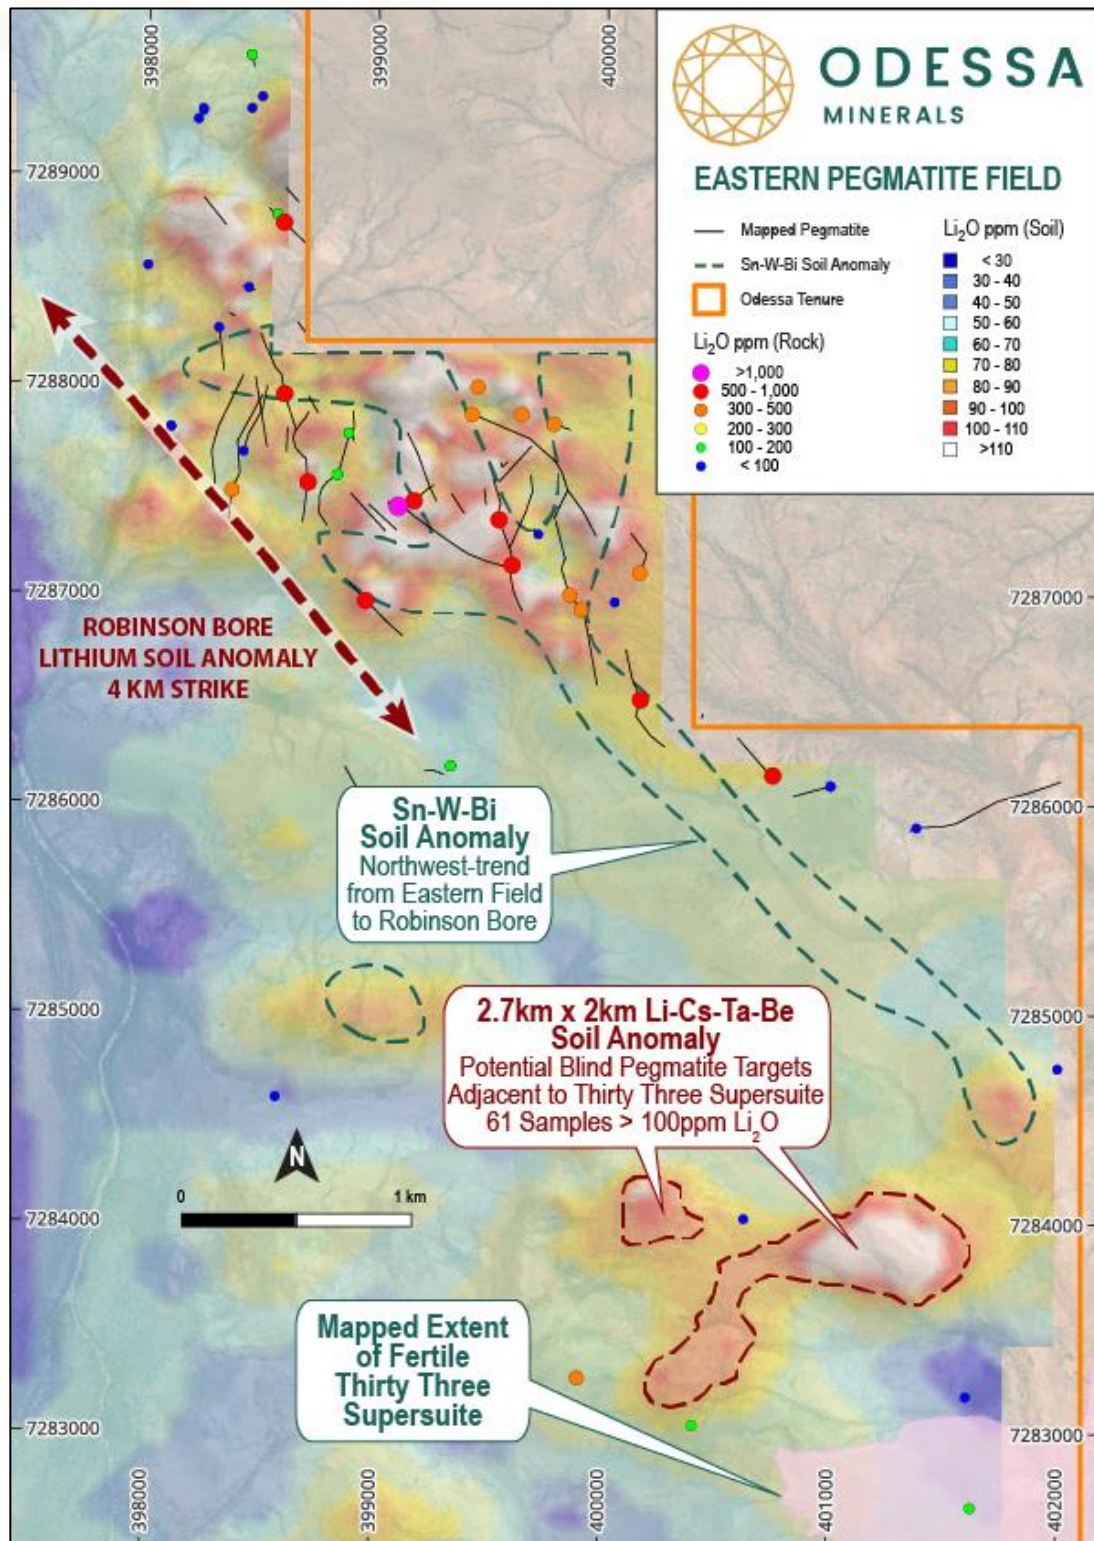 398000
399000
400000
ODESSA
MINERALS
EASTERN PEGMATITE FIELD
Mapped Pegmatite
Sn-W-Bi Soil Anomaly
Odessa Tenure
Li₂O ppm (Rock)
>1,000
500 - 1,000
300 - 500
200 - 300
100 - 200
< 100
Li₂O ppm (Soil)
< 30
30 - 40
40 - 50
50 - 60
60 - 70
70 - 80
80 - 90
90 - 100
100 - 110
>110
7289000
7288000
7287000
7287000
ROBINSON BORE
LITHIUM SOIL ANOMALY
4 KM STRIKE
7286000
7286000
Sn-W-Bi
Soil Anomaly
Northwest-trend
from Eastern Field
to Robinson Bore
7285000
7285000
2.7km x 2km Li-Cs-Ta-Be
Soil Anomaly
Potential Blind Pegmatite Targets
Adjacent to Thirty Three Supersuite
61 Samples > 100ppm Li₂O
N
0
1 km
7284000
7284000
Mapped Extent
of Fertile
Thirty Three
Supersuite
7283000
7283000
398000
399000
400000
401000
402000